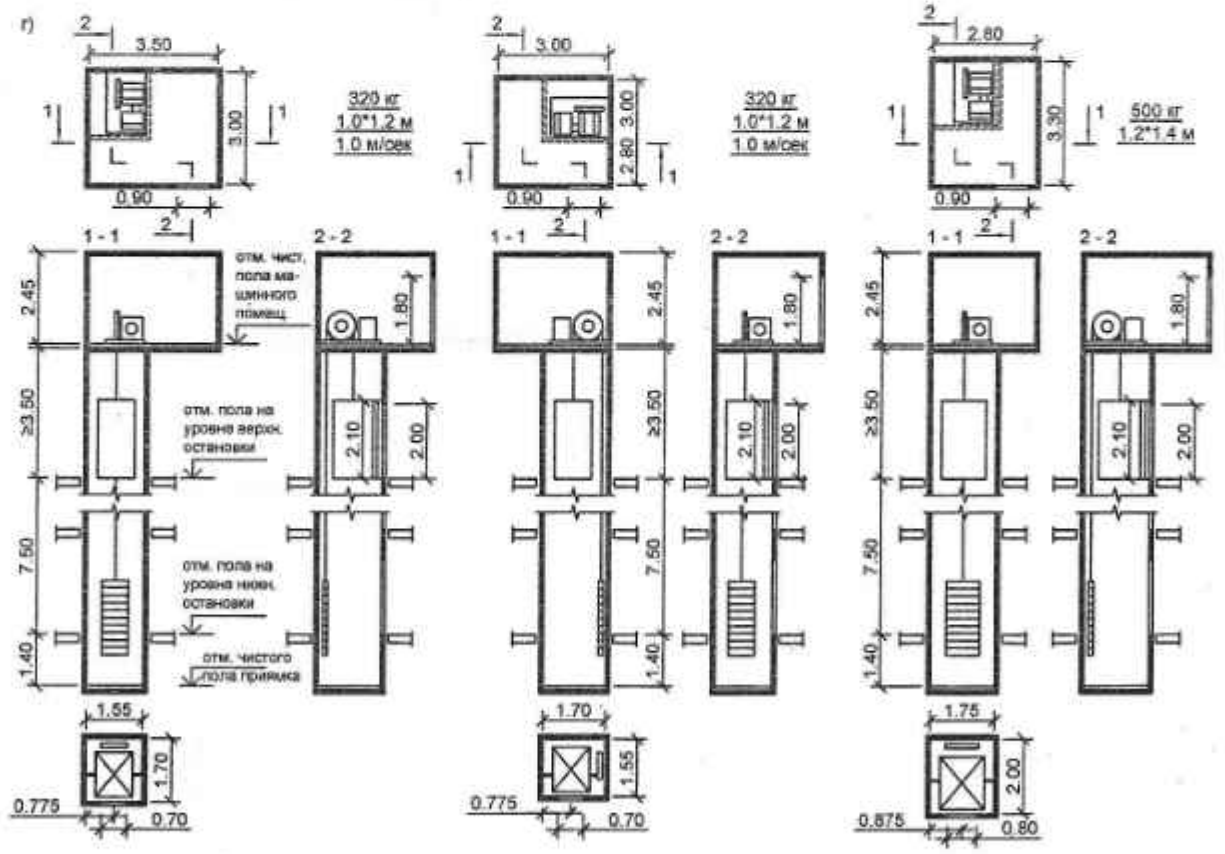 г)
2
3.50
1
1
3.00
320 кг
1.0*1.2 м
1.0 м/сек
0.90
2
2
3.00
3.00
2.80
1
1
320 кг
1.0*1.2 м
1.0 м/сек
0.90
2
2
2.80
1
1
3.30
500 кг
1.2*1.4 м
0.90
2
1 - 1
2 - 2
1 - 1
2 - 2
1 - 1
2 - 2
отм. чист.
пола ма-
шинного
помещ.
2.45
1.80
1.80
2.45
2.45
1.80
≥3.50
отм. пола на
уровне верхн.
остановки
2.10
2.00
≥3.50
2.10
2.00
≥3.50
2.10
2.00
7.50
отм. пола на
уровне нижн.
остановки
7.50
7.50
1.40
отм. чистого
пола приямка
1.40
1.40
1.55
1.70
0.775
0.70
1.70
1.55
0.775
0.70
1.75
2.00
0.875
0.80